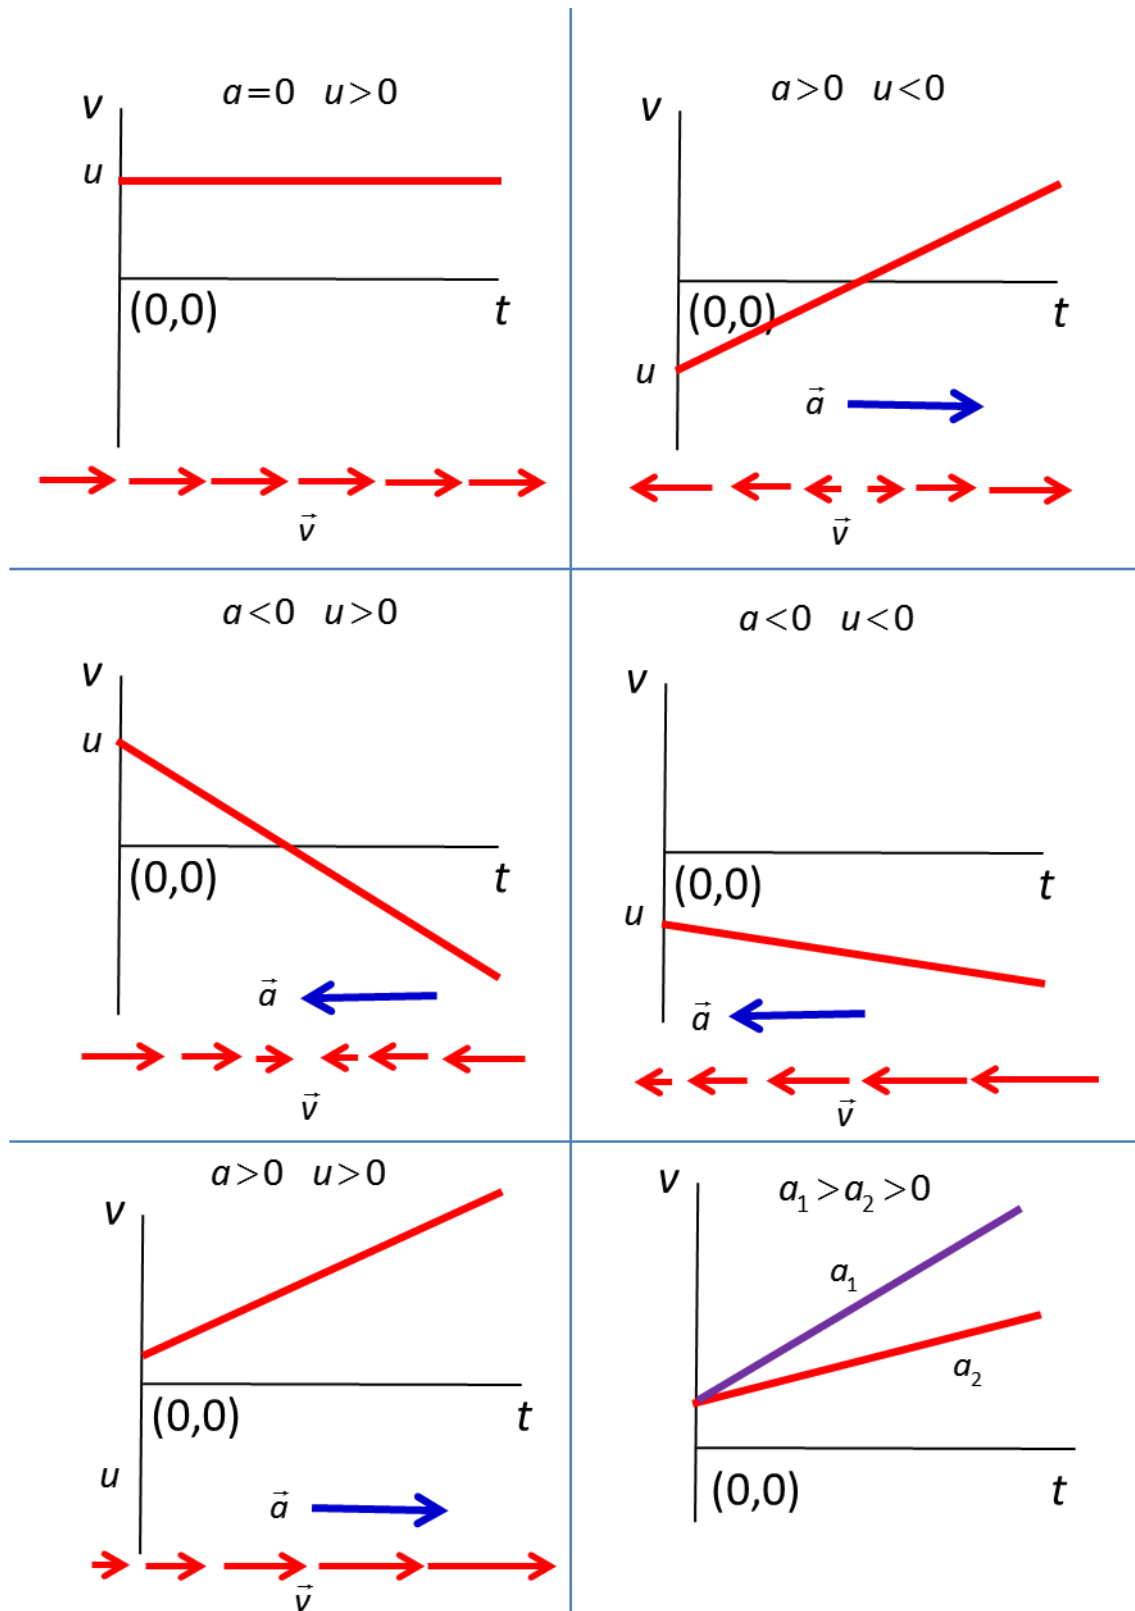 a=0 u>0
v
u
(0,0)
t
v⃗
a>0 u<0
v
(0,0)
t
u
a⃗
v⃗
a<0 u>0
v
u
(0,0)
t
a⃗
v⃗
a<0 u<0
v
(0,0)
u
t
a⃗
v⃗
a>0 u>0
v
(0,0)
t
u
a⃗
v⃗
v
a₁>a₂>0
a₁
a₂
(0,0)
t